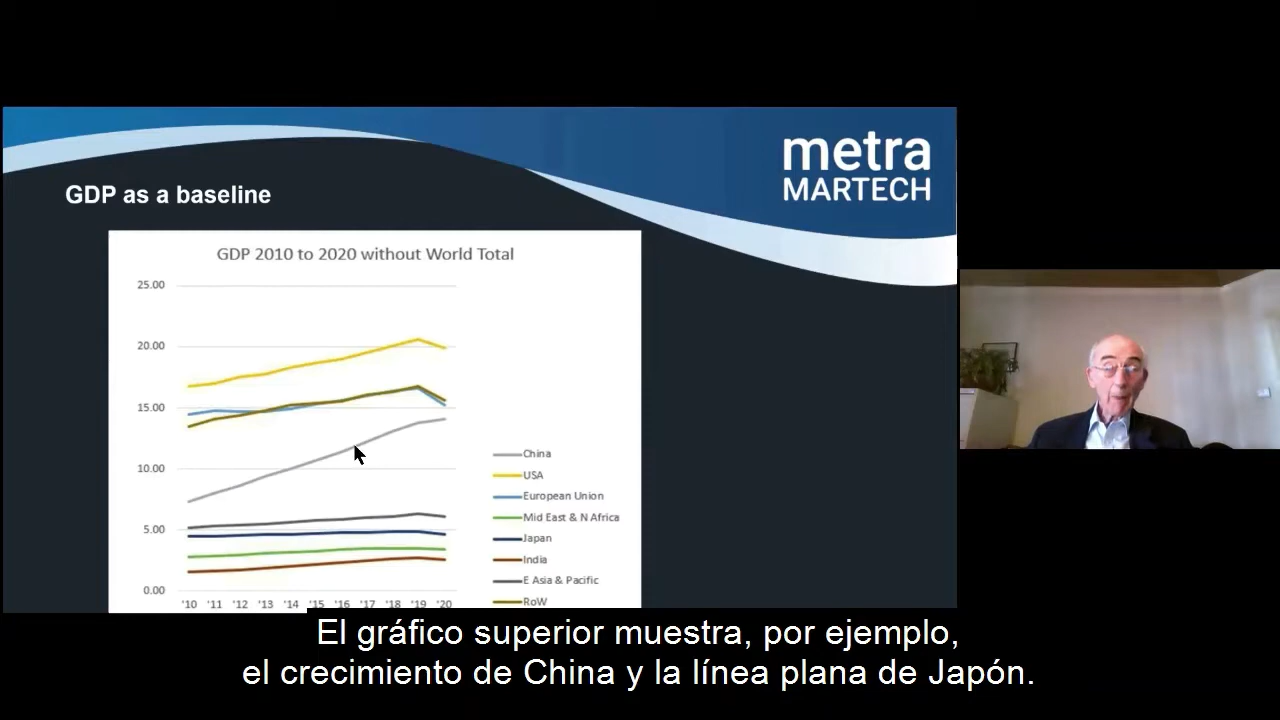 metra
MARTECH
GDP as a baseline
GDP 2010 to 2020 without World Total
25.00
20.00
15.00
10.00
5.00
0.00
'10 '11 '12 '13 '14 '15 '16 '17 '18 '19 '20
China
USA
European Union
Mid East & N Africa
Japan
India
E Asia & Pacific
RoW
El gráfico superior muestra, por ejemplo,
el crecimiento de China y la línea plana de Japón.